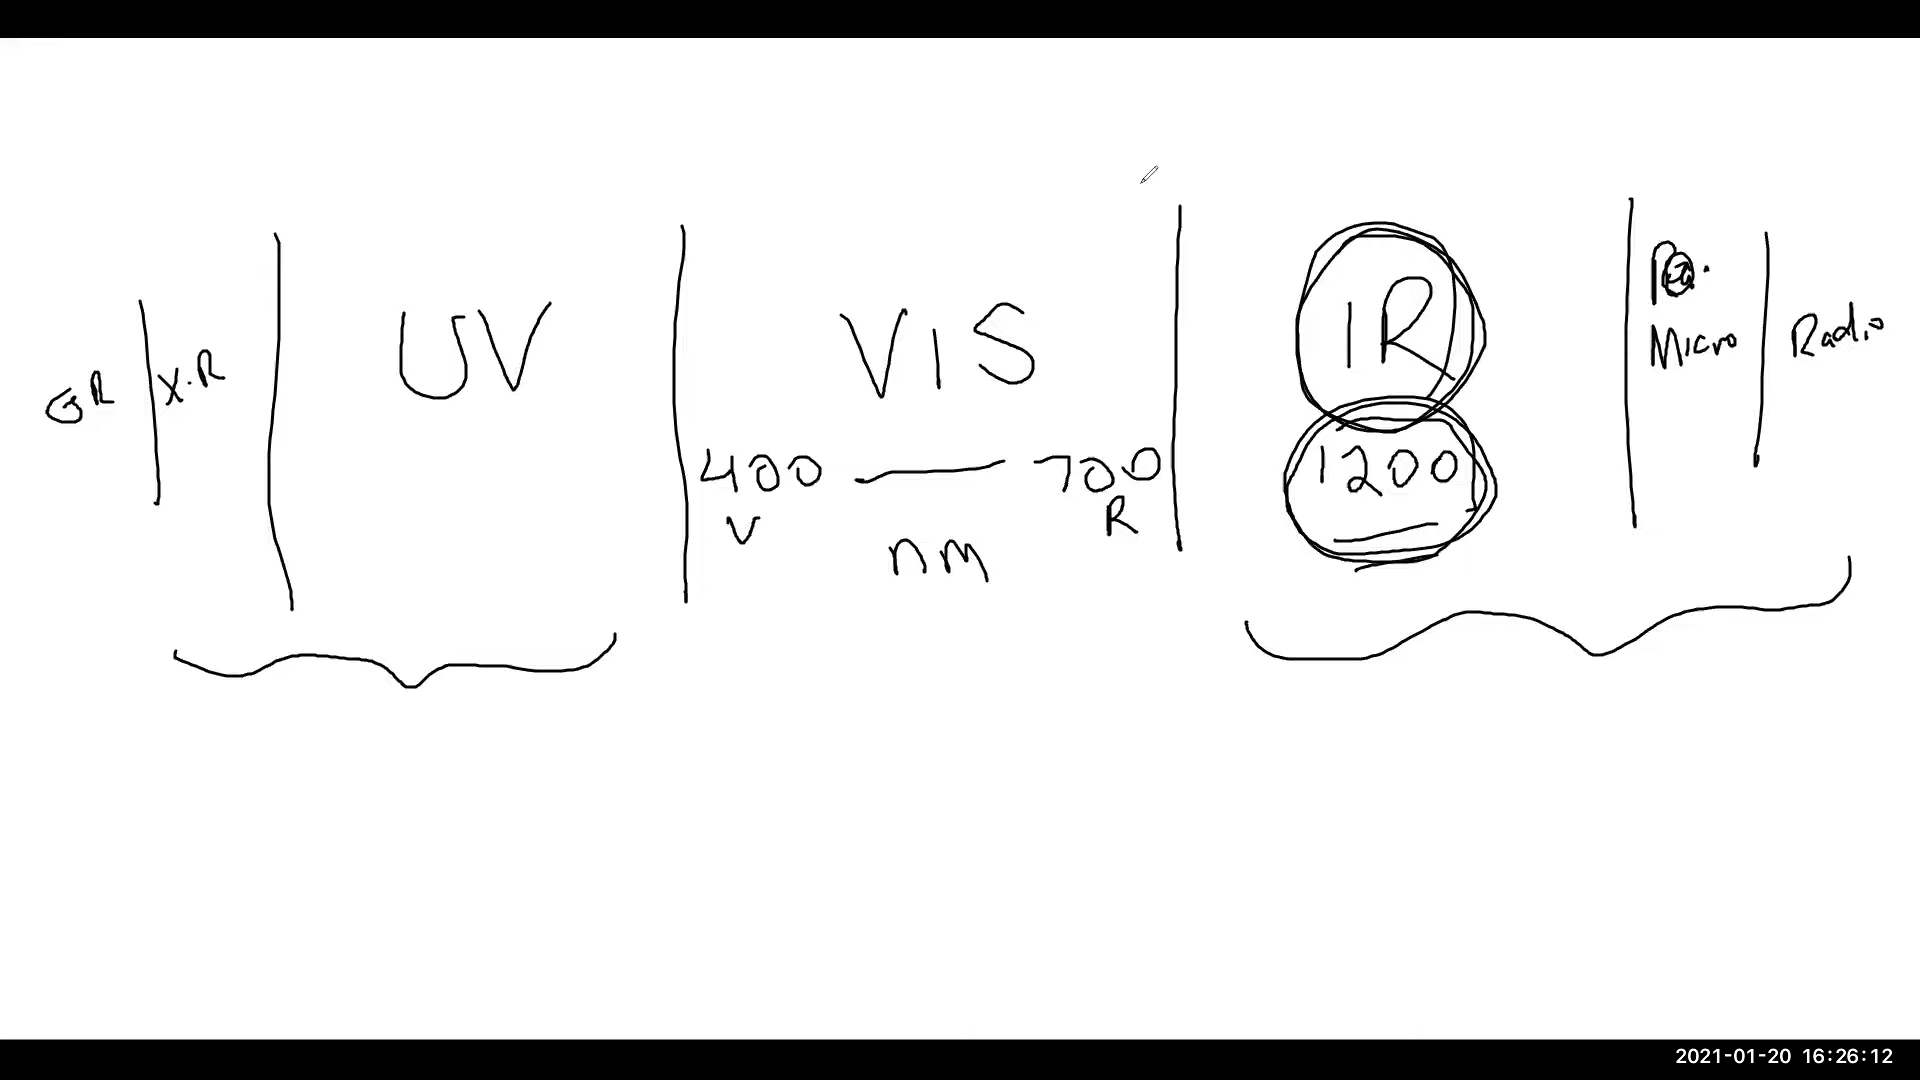 GR
X.R
UV
VIS
IR
Micro
Radio
400 — 700
V R
nm
1200
2021-01-20 16:26:12